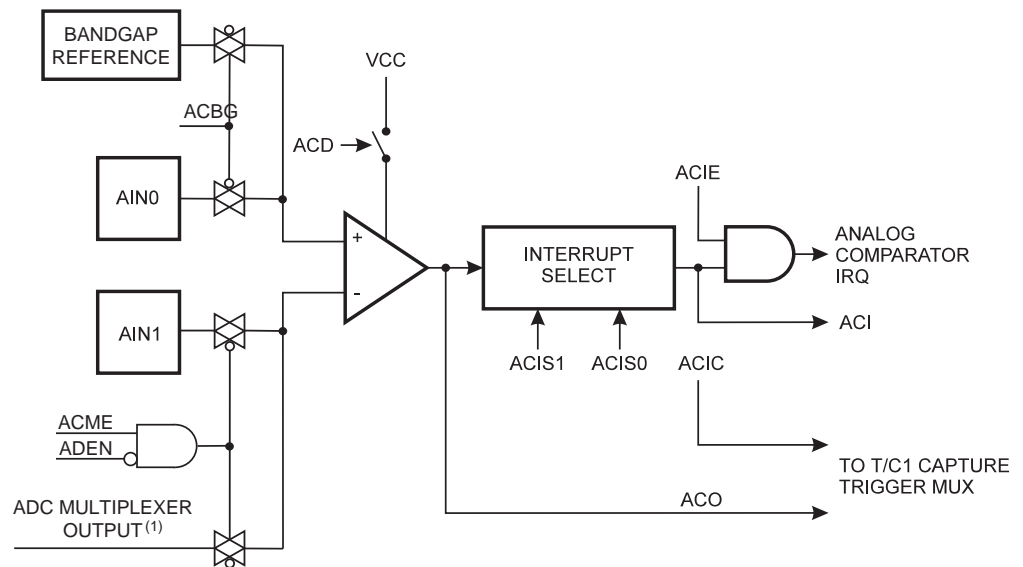 BANDGAP
REFERENCE
VCC
ACBG
ACD
AIN0
ACIE
+
INTERRUPT
SELECT
ANALOG
COMPARATOR
IRQ
-
AIN1
ACI
ACIS1
ACIS0
ACIC
ACME
ADEN
TO T/C1 CAPTURE
TRIGGER MUX
ADC MULTIPLEXER
OUTPUT (1)
ACO